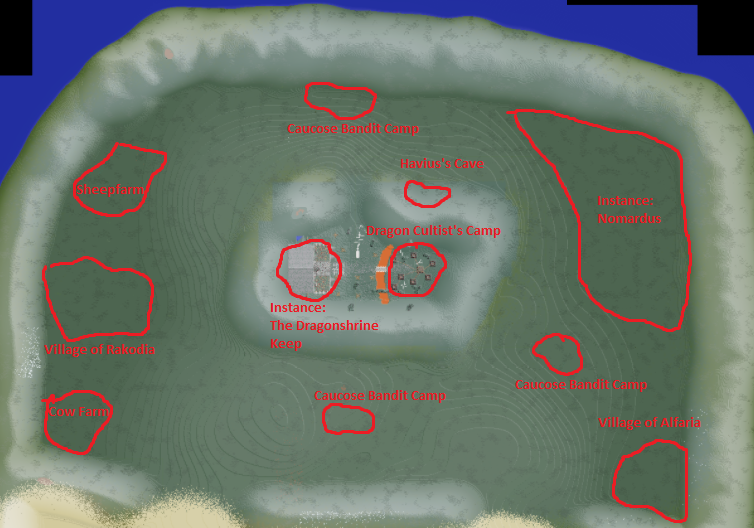 Caucose Bandit Camp
Havius's Cave
Sheepfarm
Instance:
Nomardus
Dragon Cultist's Camp
Instance:
The Dragonshrine
Keep
Village of Rakodia
Caucose Bandit Camp
Caucose Bandit Camp
Cow Farm
Village of Altaria